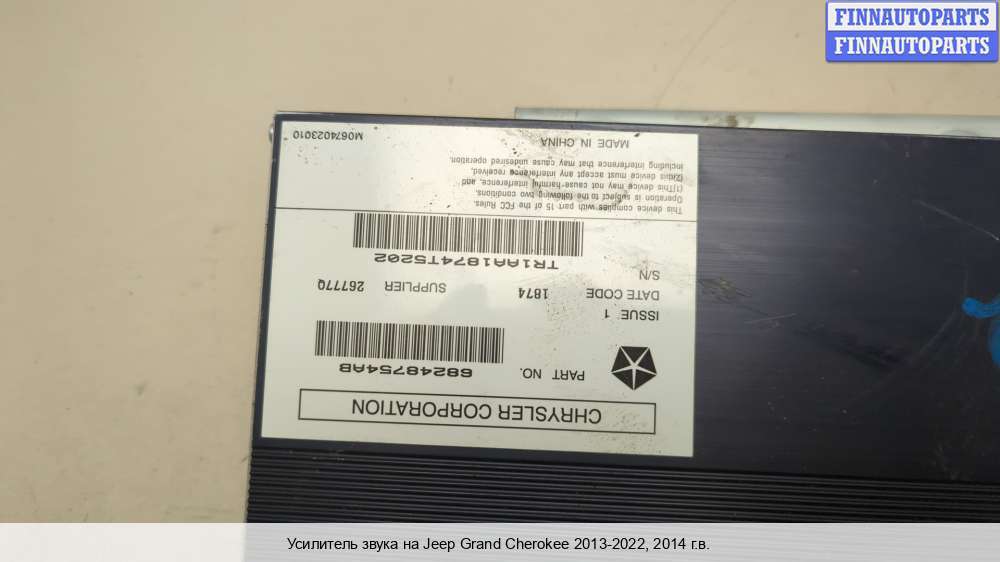 FINNAUTOPARTS
FINNAUTOPARTS
CHRYSLER CORPORATION
PART NO.
68248754AB
ISSUE 1
DATE CODE 1874 SUPPLIER 26777Q
S/N
TR1AA1874T5202
This device complies with part 15 of the FCC Rules.
Operation is subject to the following two conditions.
(1)This device may not cause harmful interference, and
(2)this device must accept any interference received,
including interference that may cause undesired operation.
MADE IN CHINA
M0674023010
Усилитель звука на Jeep Grand Cherokee 2013-2022, 2014 г.в.